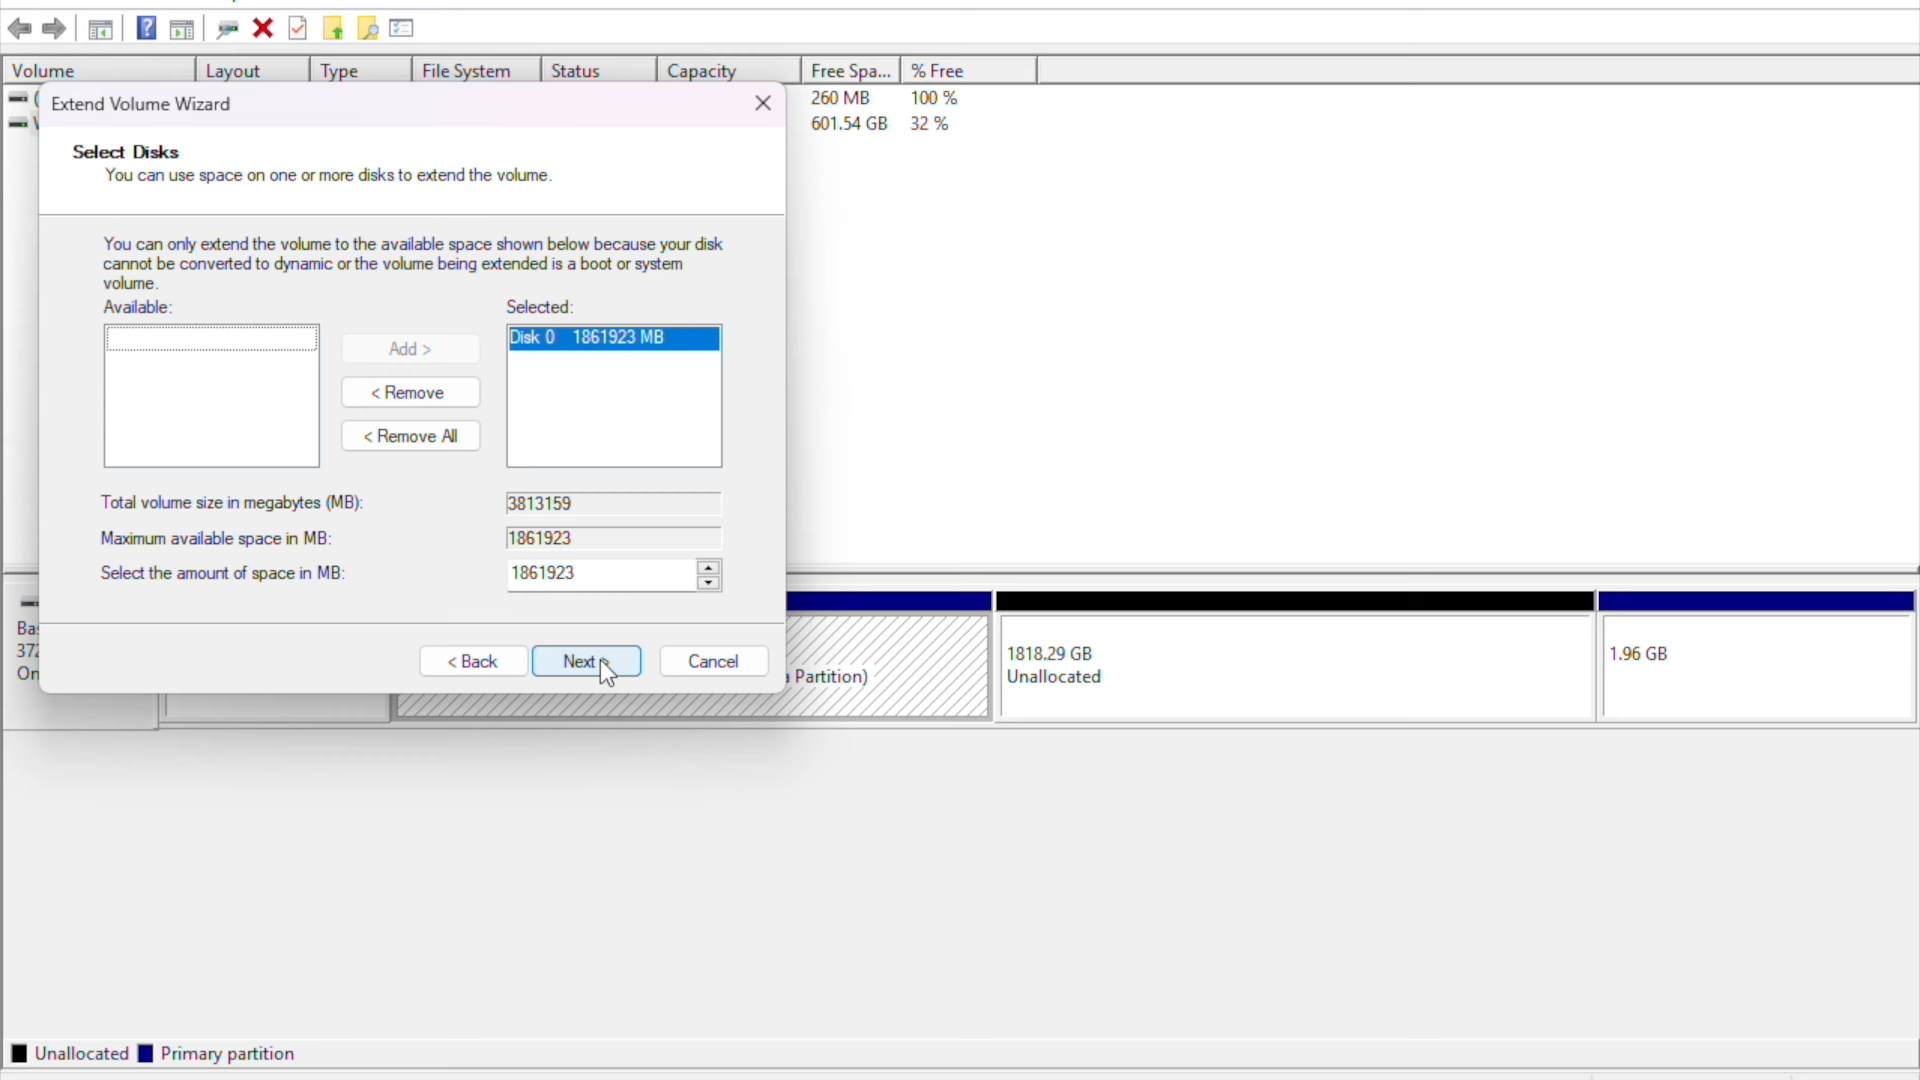 Volume Layout Type File System Status Capacity Free Spa... % Free
260 MB 100 %
601.54 GB 32 %
Extend Volume Wizard
Select Disks
You can use space on one or more disks to extend the volume.
You can only extend the volume to the available space shown below because your disk
cannot be converted to dynamic or the volume being extended is a boot or system
volume.
Available: Selected:
Disk 0 1861923 MB
Add >
< Remove
< Remove All
Total volume size in megabytes (MB): 3813159
Maximum available space in MB: 1861923
Select the amount of space in MB: 1861923
< Back Next > Cancel
Bas
372
On
Partition)
1818.29 GB
Unallocated
1.96 GB
Unallocated Primary partition